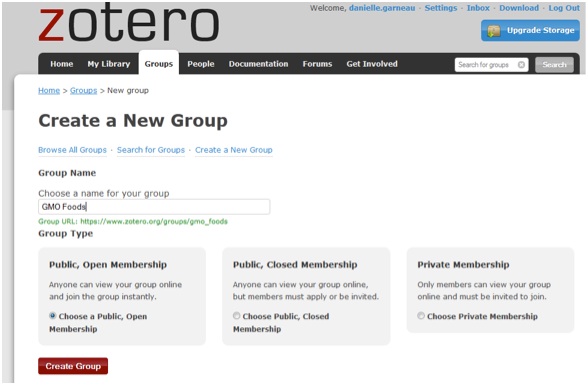 zotero
Welcome, danielle.garneau · Settings · Inbox · Download · Log Out
Upgrade Storage
Home My Library Groups People Documentation Forums Get Involved
Search for groups Search
Home > Groups > New group
Create a New Group
Browse All Groups · Search for Groups · Create a New Group
Group Name
Choose a name for your group
GMO Foods
Group URL: https://www.zotero.org/groups/gmo_foods
Group Type
Public, Open Membership
Anyone can view your group online
and join the group instantly.
Choose a Public, Open
Membership
Public, Closed Membership
Anyone can view your group online,
but members must apply or be invited.
Choose Public, Closed
Membership
Private Membership
Only members can view your group
online and must be invited to join.
Choose Private Membership
Create Group